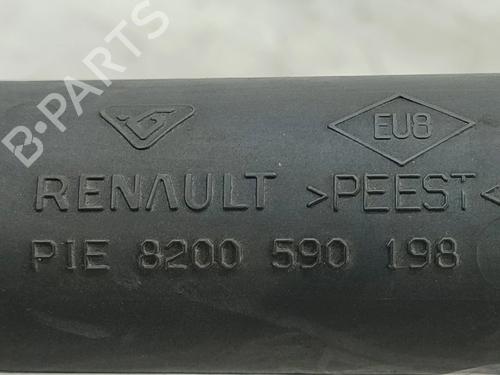 B-PARTS
EU8
RENAULT >PEEST<
PIE 8200 590 198